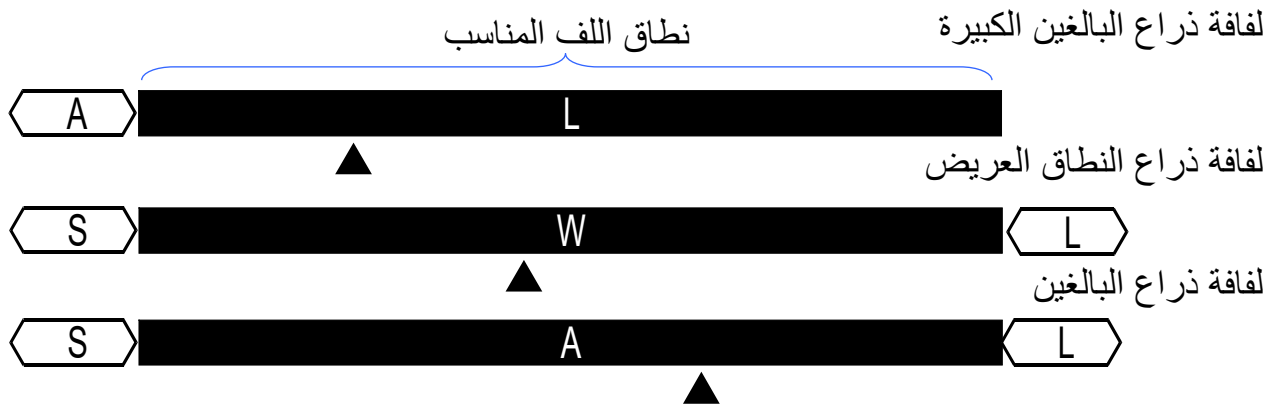 لفافة ذراع البالغين الكبيرة
نطاق اللف المناسب
A L
لفافة ذراع النطاق العريض
S W L
لفافة ذراع البالغين
S A L